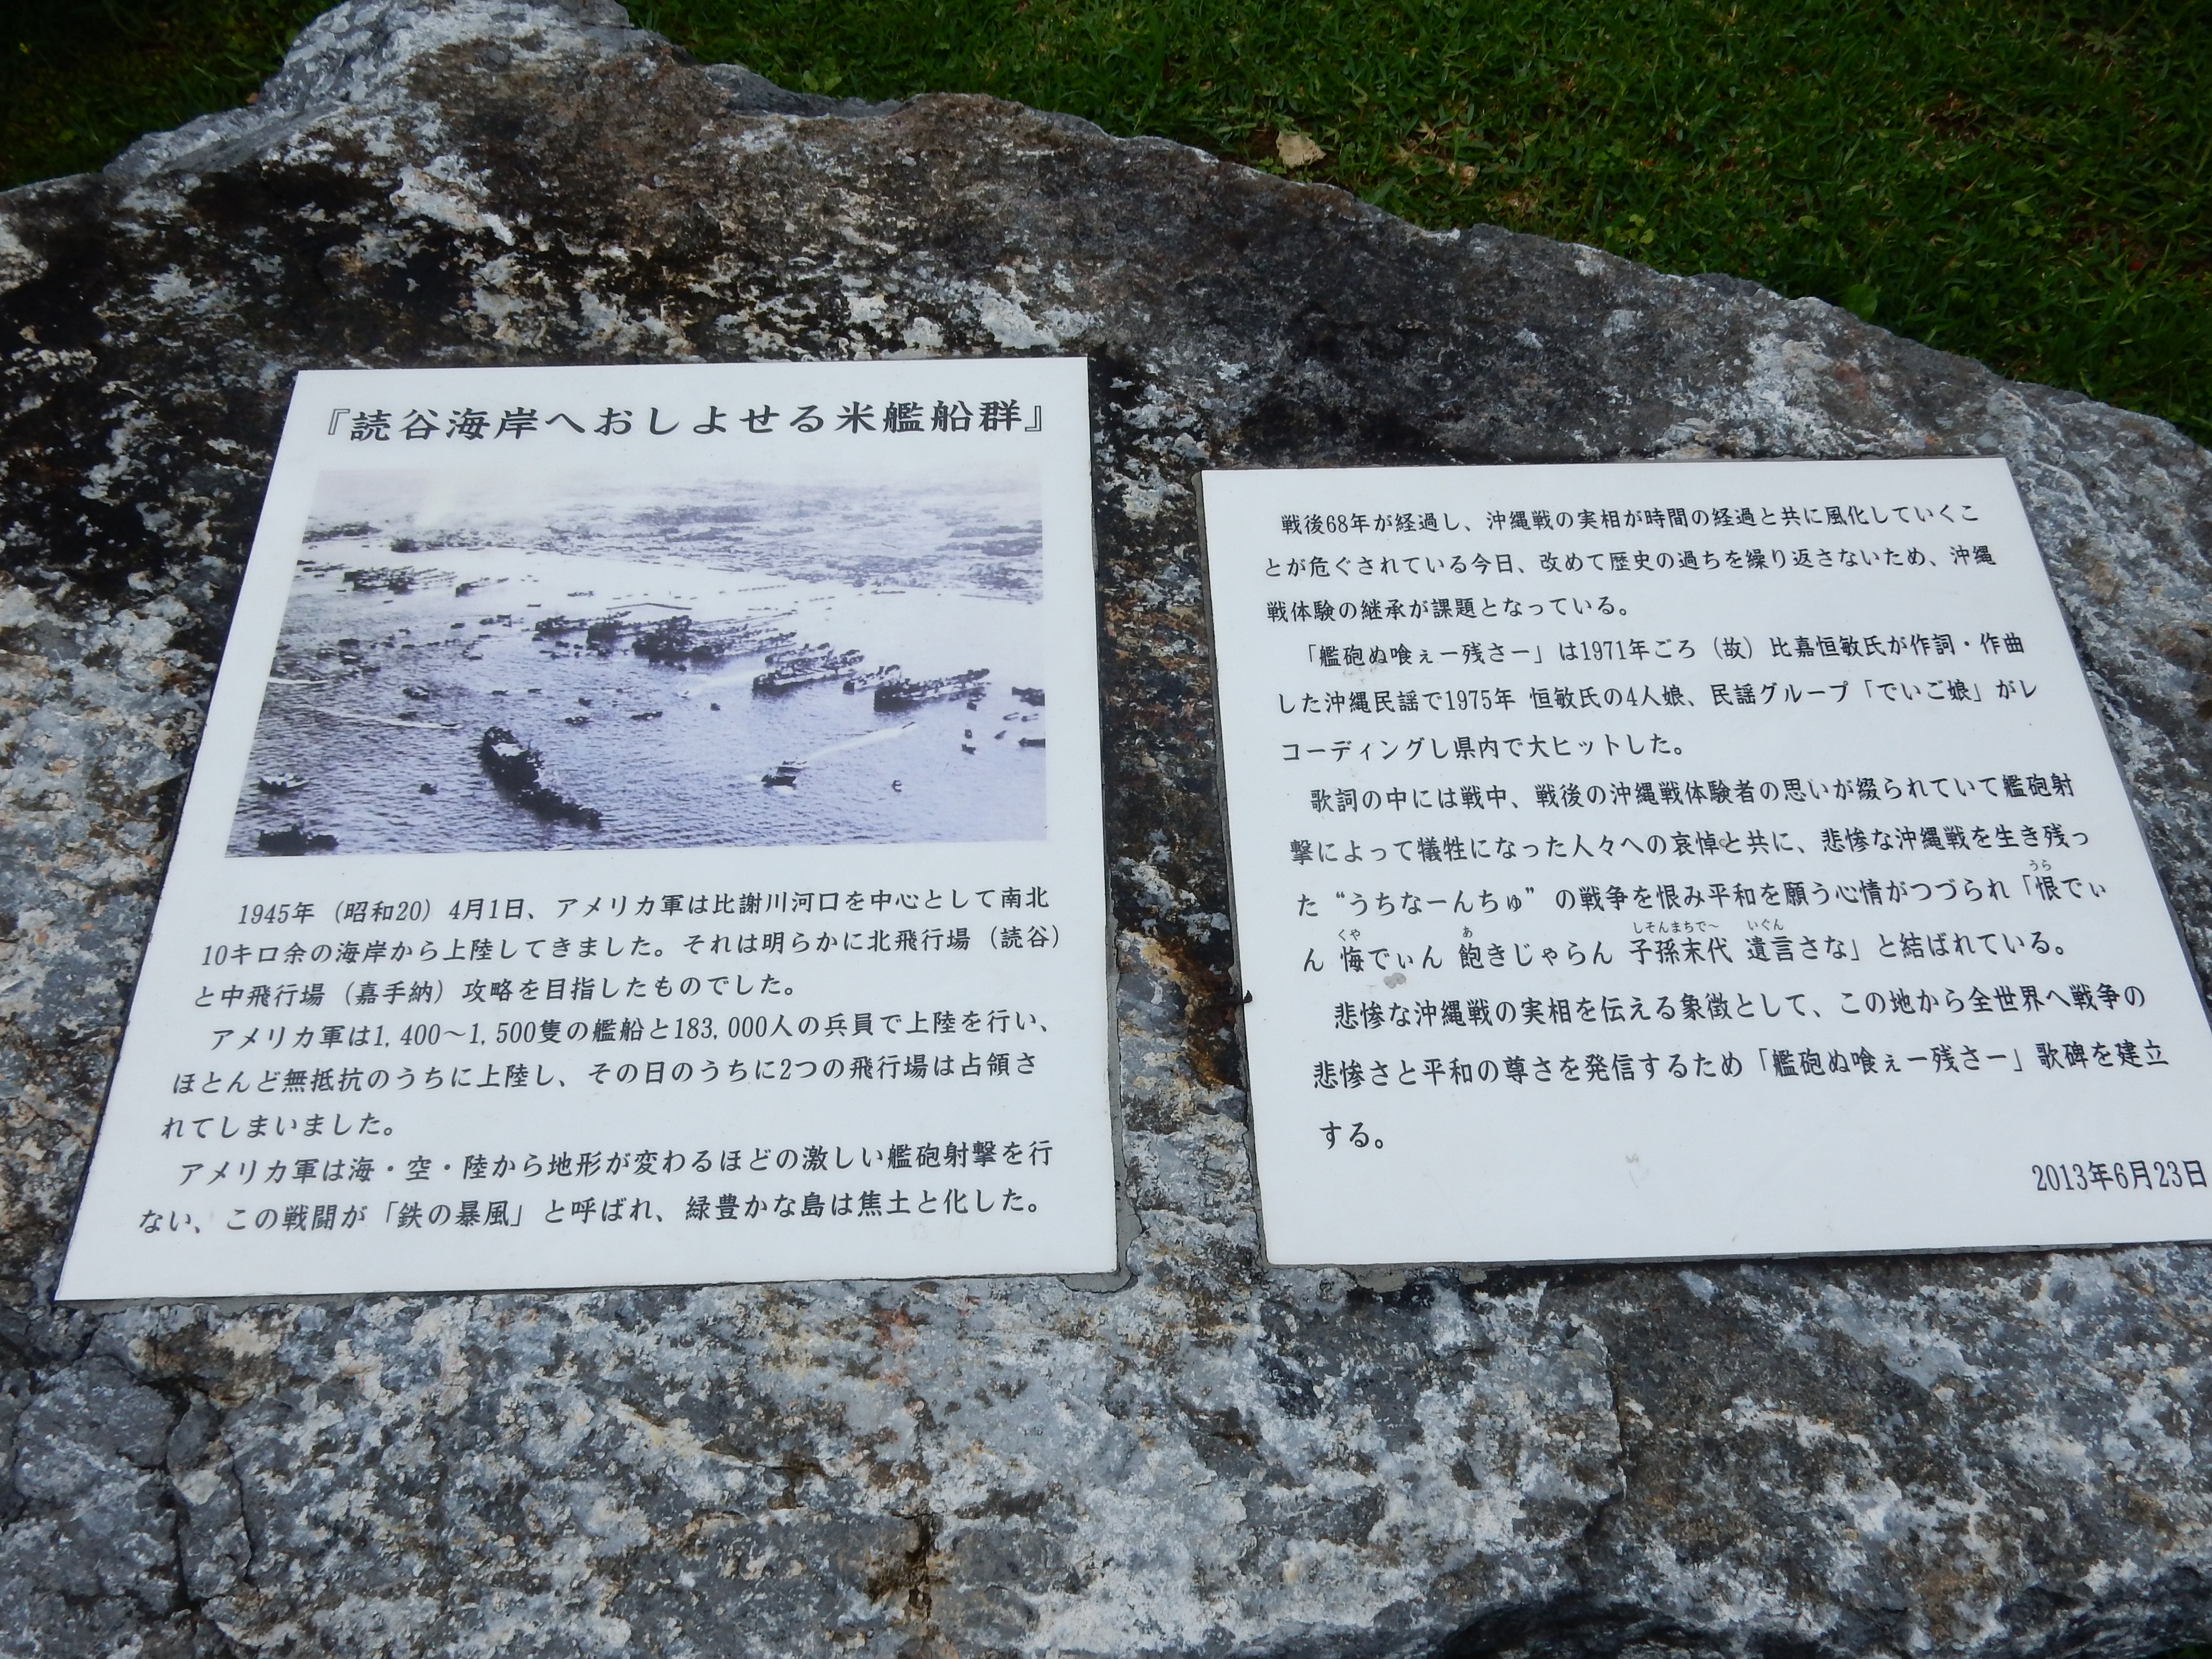 『読谷海岸へおしよせる米艦船群』
1945年（昭和20）4月1日、アメリカ軍は比謝川河口を中心として南北
10キロ余の海岸から上陸してきました。それは明らかに北飛行場（読谷）
と中飛行場（嘉手納）攻略を目指したものでした。
アメリカ軍は1,400～1,500隻の艦船と183,000人の兵員で上陸を行い、
ほとんど無抵抗のうちに上陸し、その日のうちに2つの飛行場は占領さ
れてしまいました。
アメリカ軍は海・空・陸から地形が変わるほどの激しい艦砲射撃を行
ない、この戦闘が「鉄の暴風」と呼ばれ、緑豊かな島は焦土と化した。
戦後68年が経過し、沖縄戦の実相が時間の経過と共に風化していくこ
とが危ぐされている今日、改めて歴史の過ちを繰り返さないため、沖縄
戦体験の継承が課題となっている。
「艦砲ぬ喰ぇー残さー」は1971年ごろ（故）比嘉恒敏氏が作詞・作曲
した沖縄民謡で1975年 恒敏氏の4人娘、民謡グループ「でいご娘」がレ
コーディングし県内で大ヒットした。
歌詞の中には戦中、戦後の沖縄戦体験者の思いが綴られていて艦砲射
撃によって犠牲になった人々への哀悼と共に、悲惨な沖縄戦を生き残っ
うら
た“うちなーんちゅ”の戦争を恨み平和を願う心情がつづられ「恨でぃ
くや あ しそんまちで～ いぐん
ん 悔でぃん 飽きじゃらん 子孫末代 遺言さな」と結ばれている。
悲惨な沖縄戦の実相を伝える象徴として、この地から全世界へ戦争の
悲惨さと平和の尊さを発信するため「艦砲ぬ喰ぇー残さー」歌碑を建立
する。
2013年6月23日